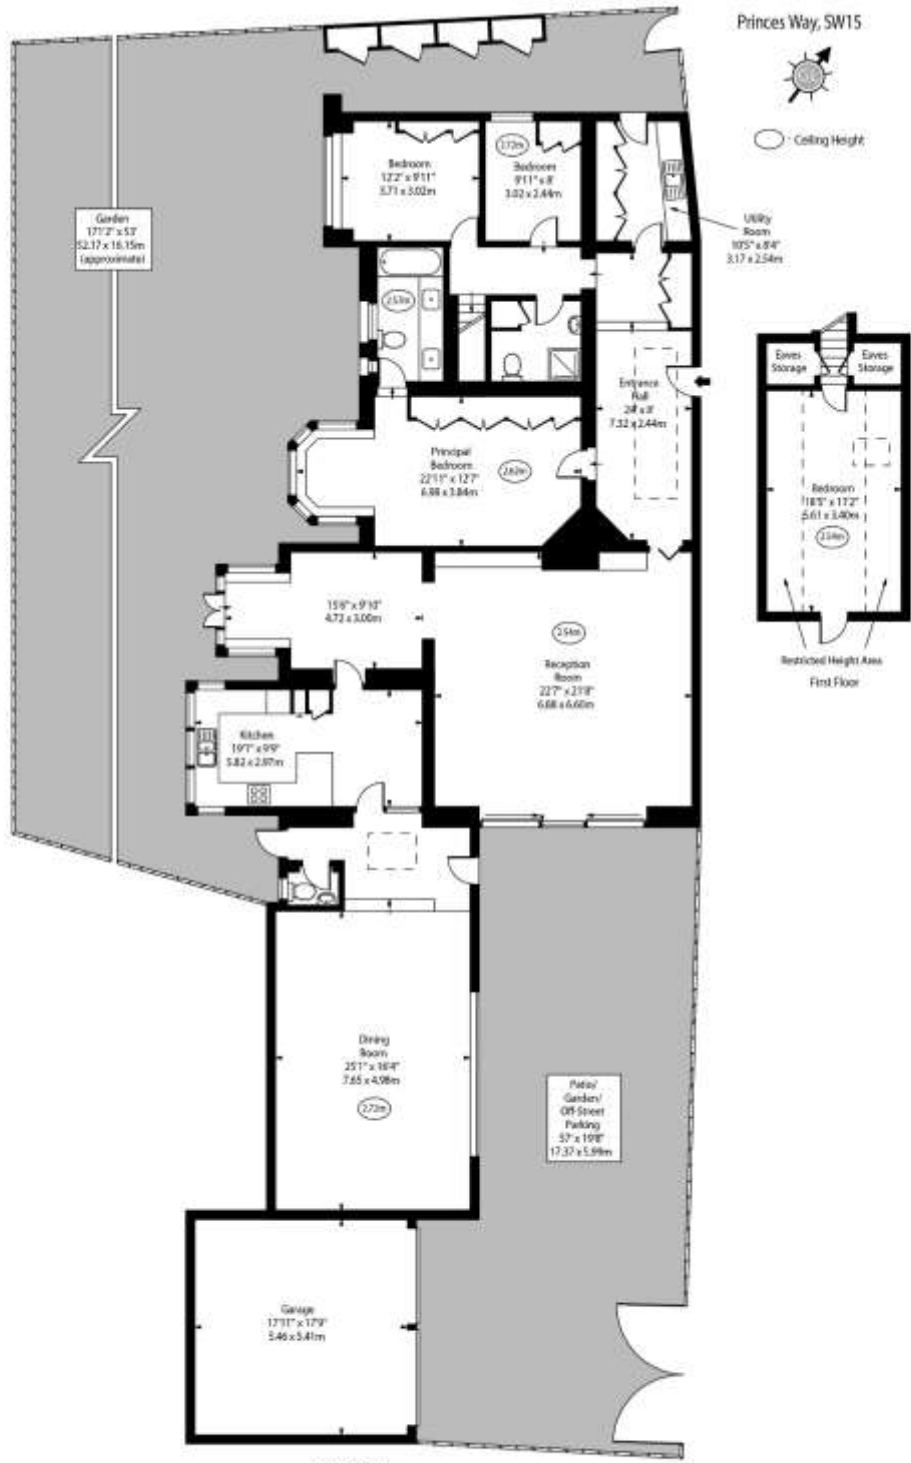 Princes Way, SW15
Ceiling Height
Bedroom
12'2" x 9'11"
3.71 x 3.02m
2.72m
Bedroom
9'11" x 8'
3.02 x 2.44m
Utility
Room
10'5" x 8'4"
3.17 x 2.54m
Garden
171'2" x 53'
52.17 x 16.15m
(approximate)
2.57m
Entrance
Hall
24' x 8'
7.32 x 2.44m
Principal
Bedroom
22'11" x 12'7"
6.98 x 3.84m
2.62m
Eaves
Storage
Eaves
Storage
Bedroom
18'5" x 11'2"
5.61 x 3.40m
2.54m
Restricted Height Area
First Floor
15'6" x 9'10"
4.72 x 3.00m
2.54m
Reception
Room
22'7" x 21'8"
6.88 x 6.60m
Kitchen
19'1" x 9'9"
5.82 x 2.97m
Dining
Room
25'1" x 16'4"
7.65 x 4.98m
2.72m
Patio/
Garden/
Off-Street
Parking
57' x 19'8"
17.37 x 5.99m
Garage
17'11" x 17'9"
5.46 x 5.41m